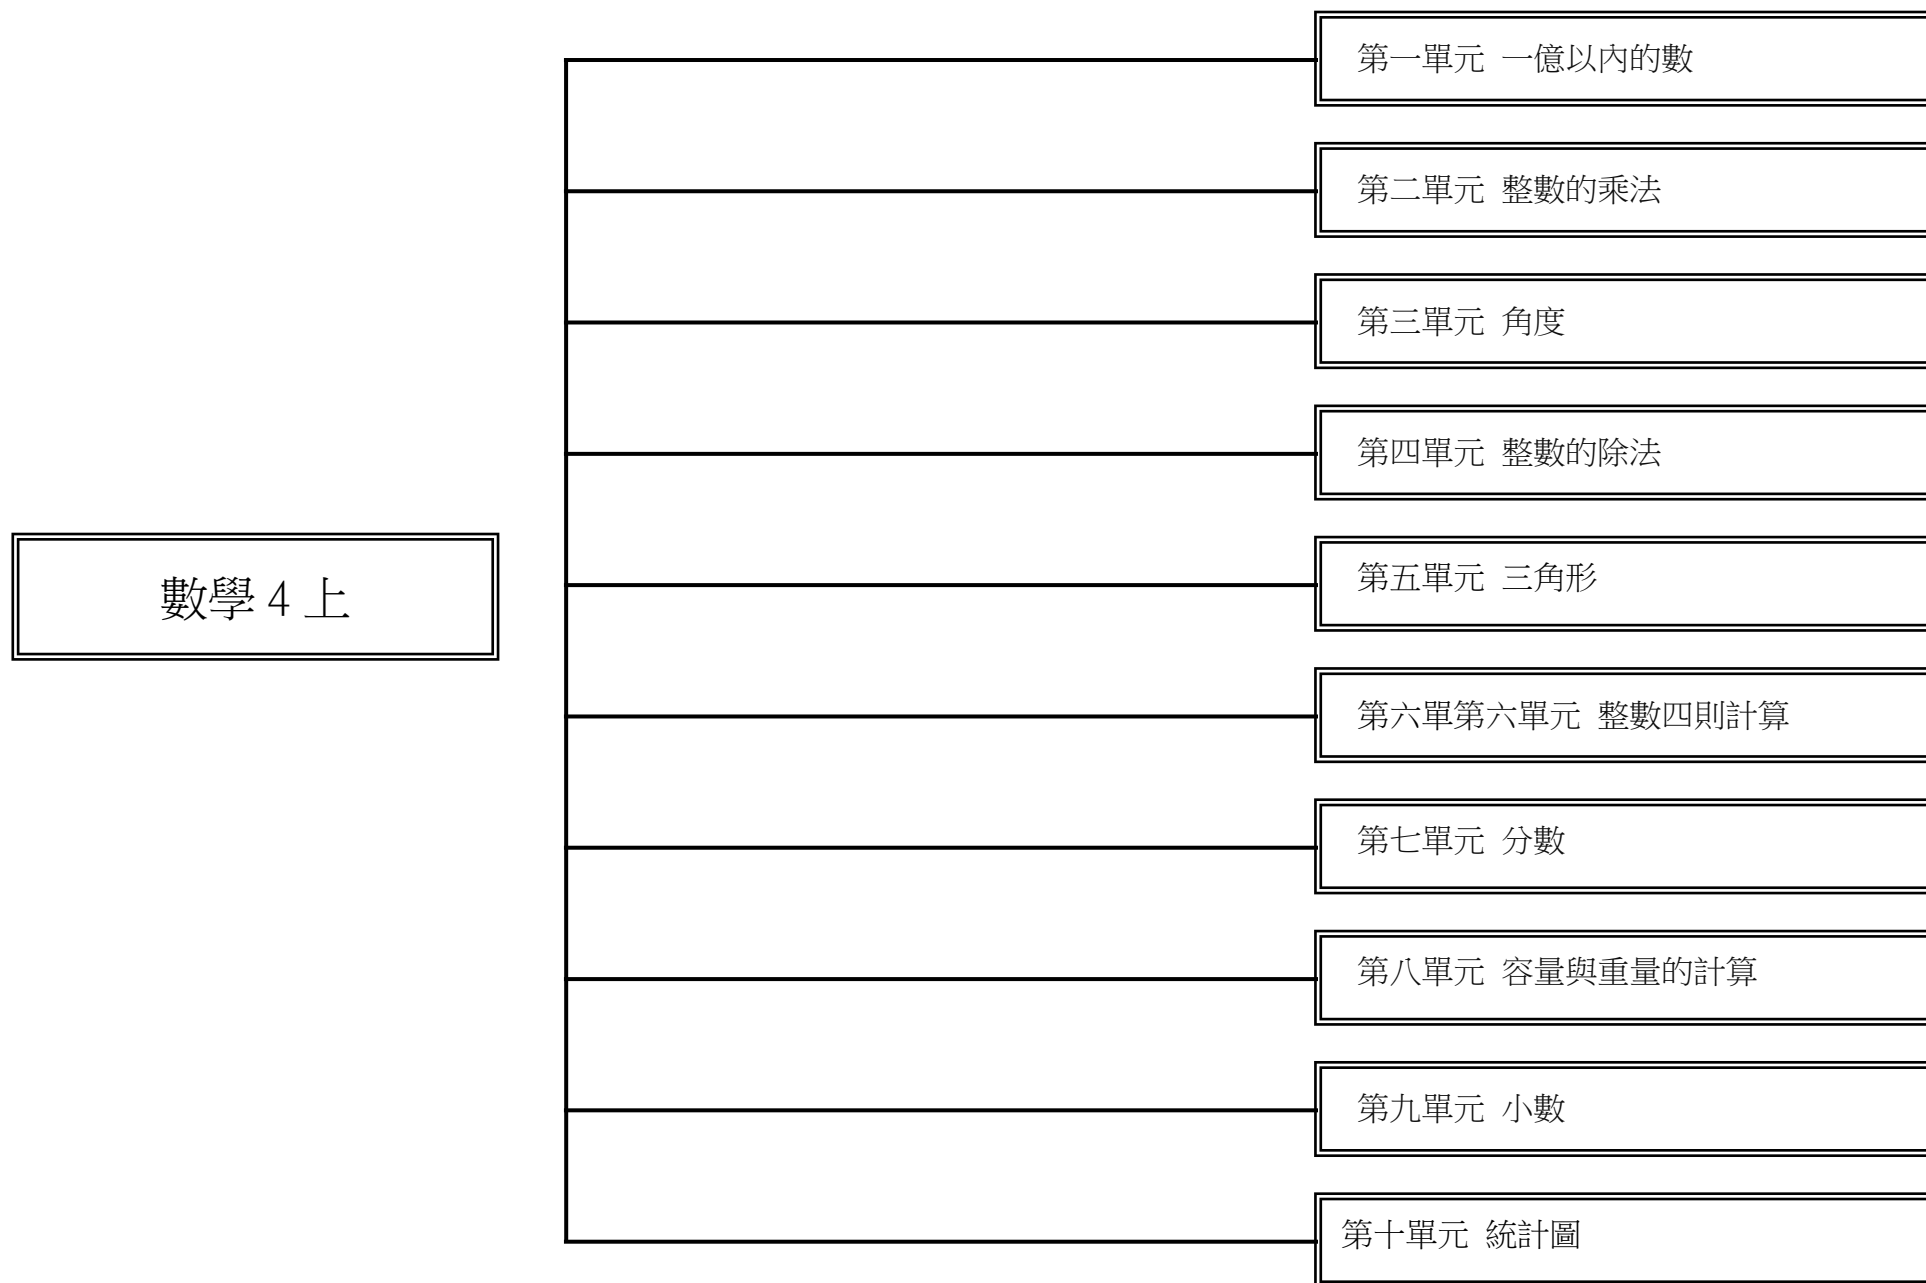 第一單元 一億以內的數
第二單元 整數的乘法
第三單元 角度
第四單元 整數的除法
數學4上
第五單元 三角形
第六單第六單元 整數四則計算
第七單元 分數
第八單元 容量與重量的計算
第九單元 小數
第十單元 統計圖